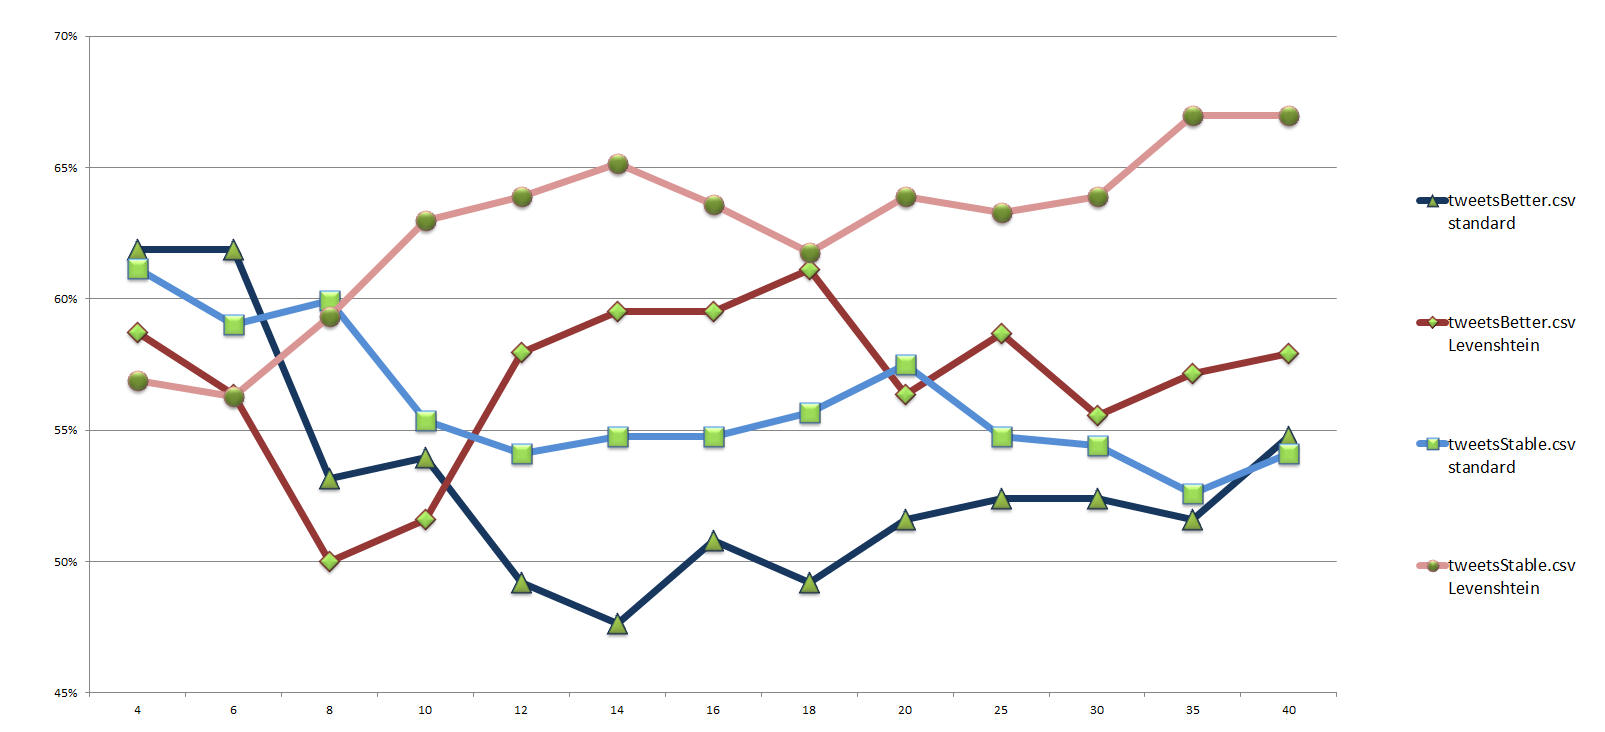 70%
65%
60%
55%
50%
45%
4 6 8 10 12 14 16 18 20 25 30 35 40
tweetsBetter.csv
standard
tweetsBetter.csv
Levenshtein
tweetsStable.csv
standard
tweetsStable.csv
Levenshtein